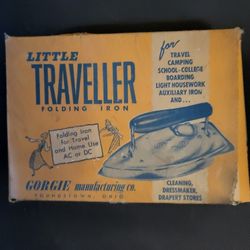 LITTLE
TRAVELLER
FOLDING IRON
for
TRAVEL
CAMPING
SCHOOL-COLLEGE
BOARDING
LIGHT HOUSEWORK
AUXILIARY IRON
AND...
Folding Iron
for Travel
and Home Use
AC or DC
GORGIE manufacturing co.
YOUNGSTOWN, OHIO
CLEANING,
DRESSMAKER,
DRAPERY STORES